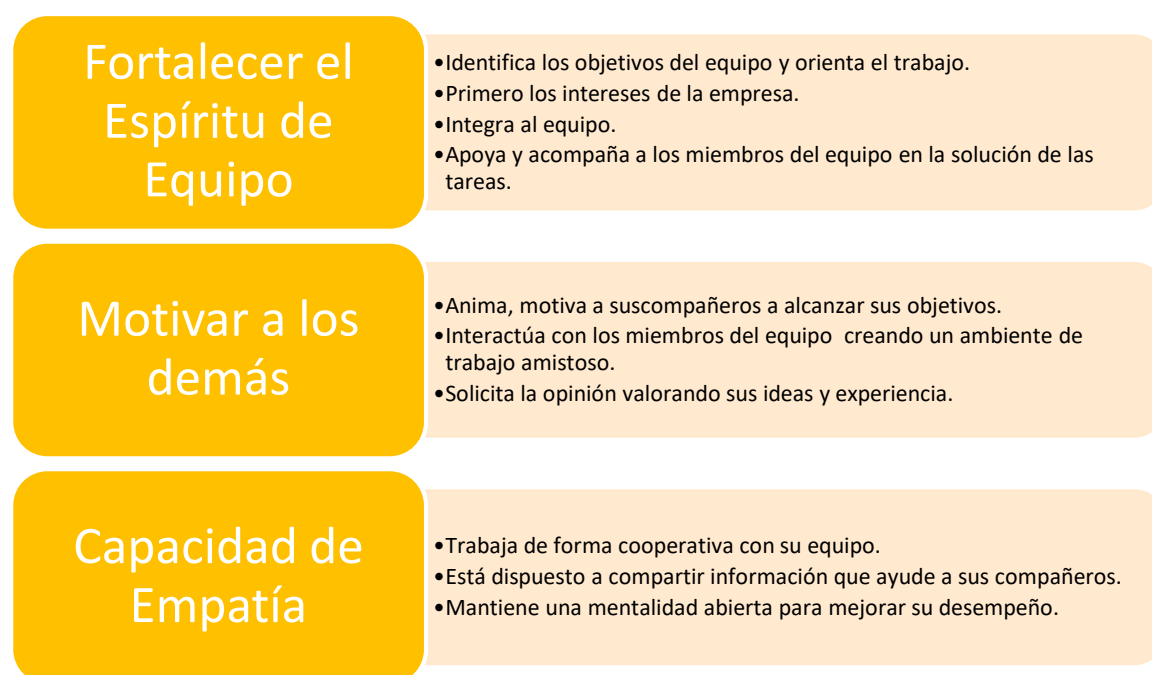 Fortalecer el
Espíritu de
Equipo
•Identifica los objetivos del equipo y orienta el trabajo.
•Primero los intereses de la empresa.
•Integra al equipo.
•Apoya y acompaña a los miembros del equipo en la solución de las
tareas.
Motivar a los
demás
•Anima, motiva a suscompañeros a alcanzar sus objetivos.
•Interactúa con los miembros del equipo  creando un ambiente de
trabajo amistoso.
•Solicita la opinión valorando sus ideas y experiencia.
Capacidad de
Empatía
•Trabaja de forma cooperativa con su equipo.
•Está dispuesto a compartir información que ayude a sus compañeros.
•Mantiene una mentalidad abierta para mejorar su desempeño.